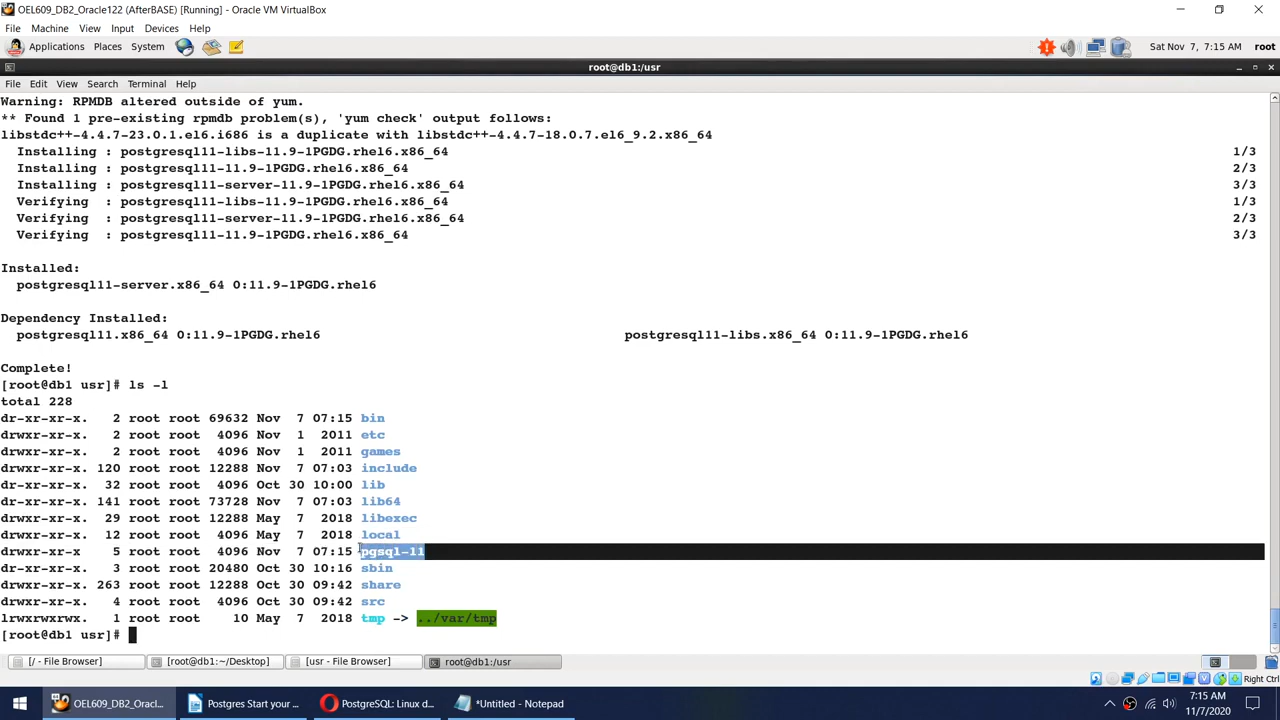 OEL609_DB2_Oracle122 (AfterBASE) [Running] - Oracle VM VirtualBox
File Machine View Input Devices Help
Applications Places System Sat Nov 7, 7:15 AM root
root@db1:/usr
File Edit View Search Terminal Help
Warning: RPMDB altered outside of yum.
** Found 1 pre-existing rpmdb problem(s), 'yum check' output follows:
libstdc++-4.4.7-23.0.1.el6.i686 is a duplicate with libstdc++-4.4.7-18.0.7.el6_9.2.x86_64
Installing : postgresql11-libs-11.9-1PGDG.rhel6.x86_64 1/3
Installing : postgresql11-11.9-1PGDG.rhel6.x86_64 2/3
Installing : postgresql11-server-11.9-1PGDG.rhel6.x86_64 3/3
Verifying : postgresql11-libs-11.9-1PGDG.rhel6.x86_64 1/3
Verifying : postgresql11-server-11.9-1PGDG.rhel6.x86_64 2/3
Verifying : postgresql11-11.9-1PGDG.rhel6.x86_64 3/3
Installed:
postgresql11-server.x86_64 0:11.9-1PGDG.rhel6
Dependency Installed:
postgresql11.x86_64 0:11.9-1PGDG.rhel6 postgresql11-libs.x86_64 0:11.9-1PGDG.rhel6
Complete!
[root@db1 usr]# ls -l
total 228
dr-xr-xr-x. 2 root root 69632 Nov 7 07:15 bin
drwxr-xr-x. 2 root root 4096 Nov 1 2011 etc
drwxr-xr-x. 2 root root 4096 Nov 1 2011 games
drwxr-xr-x. 120 root root 12288 Nov 7 07:03 include
dr-xr-xr-x. 32 root root 4096 Oct 30 10:00 lib
dr-xr-xr-x. 141 root root 73728 Nov 7 07:03 lib64
drwxr-xr-x. 29 root root 12288 May 7 2018 libexec
drwxr-xr-x. 12 root root 4096 May 7 2018 local
drwxr-xr-x 5 root root 4096 Nov 7 07:15 pgsql-11
dr-xr-xr-x. 3 root root 20480 Oct 30 10:16 sbin
drwxr-xr-x. 263 root root 12288 Oct 30 09:42 share
drwxr-xr-x. 4 root root 4096 Oct 30 09:42 src
lrwxrwxrwx. 1 root root 10 May 7 2018 tmp -> ../var/tmp
[root@db1 usr]#
[/ - File Browser] [root@db1:~/Desktop] [usr - File Browser] root@db1:/usr
Right Ctrl
OEL609_DB2_Oracl... Postgres Start your ... PostgreSQL: Linux d... *Untitled - Notepad 7:15 AM
11/7/2020